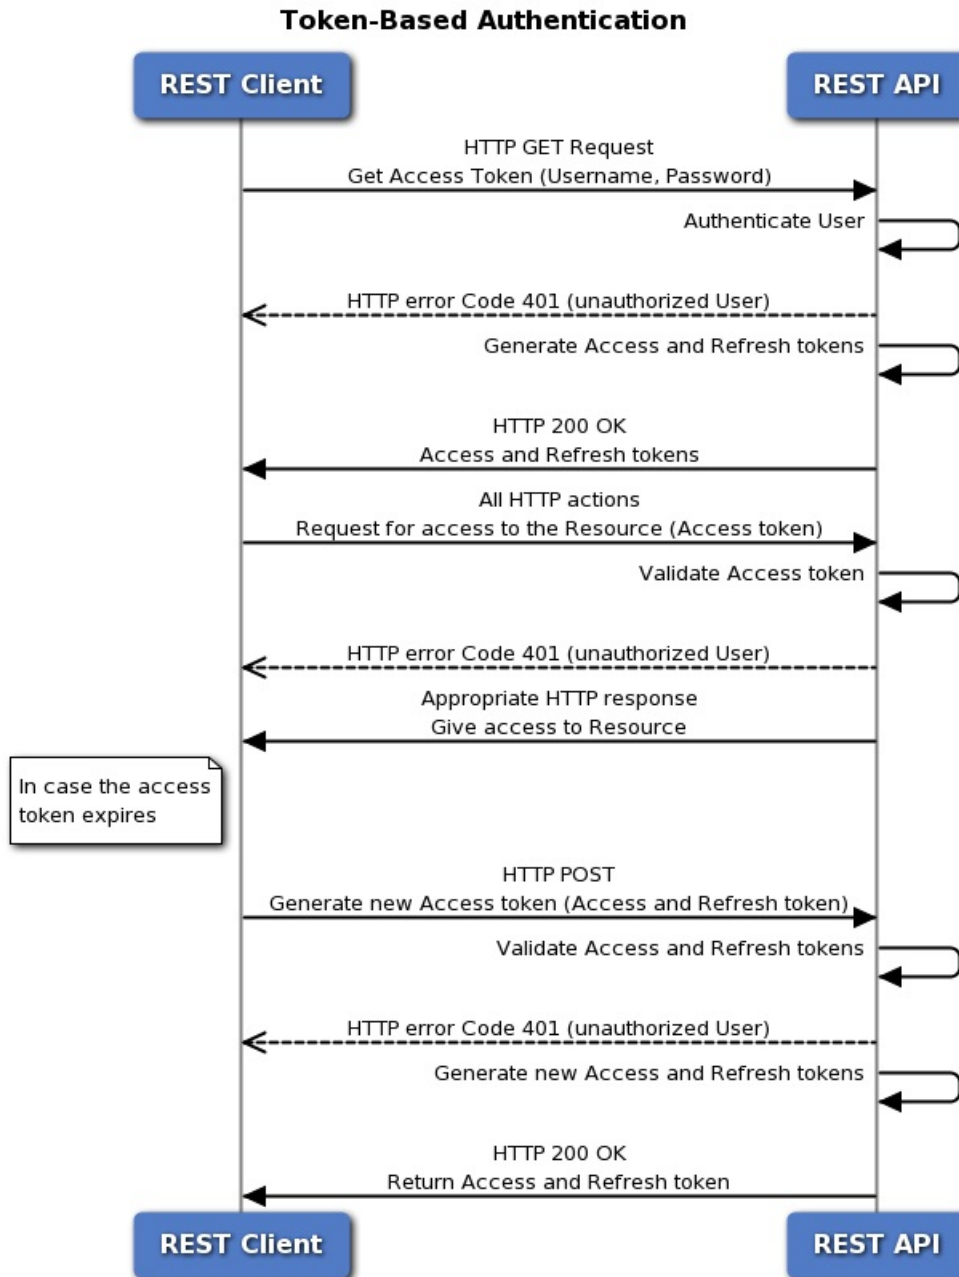 Token-Based Authentication
REST Client
REST API
HTTP GET Request
Get Access Token (Username, Password)
Authenticate User
HTTP error Code 401 (unauthorized User)
Generate Access and Refresh tokens
HTTP 200 OK
Access and Refresh tokens
All HTTP actions
Request for access to the Resource (Access token)
Validate Access token
HTTP error Code 401 (unauthorized User)
Appropriate HTTP response
Give access to Resource
In case the access
token expires
HTTP POST
Generate new Access token (Access and Refresh token)
Validate Access and Refresh tokens
HTTP error Code 401 (unauthorized User)
Generate new Access and Refresh tokens
HTTP 200 OK
Return Access and Refresh token
REST Client
REST API